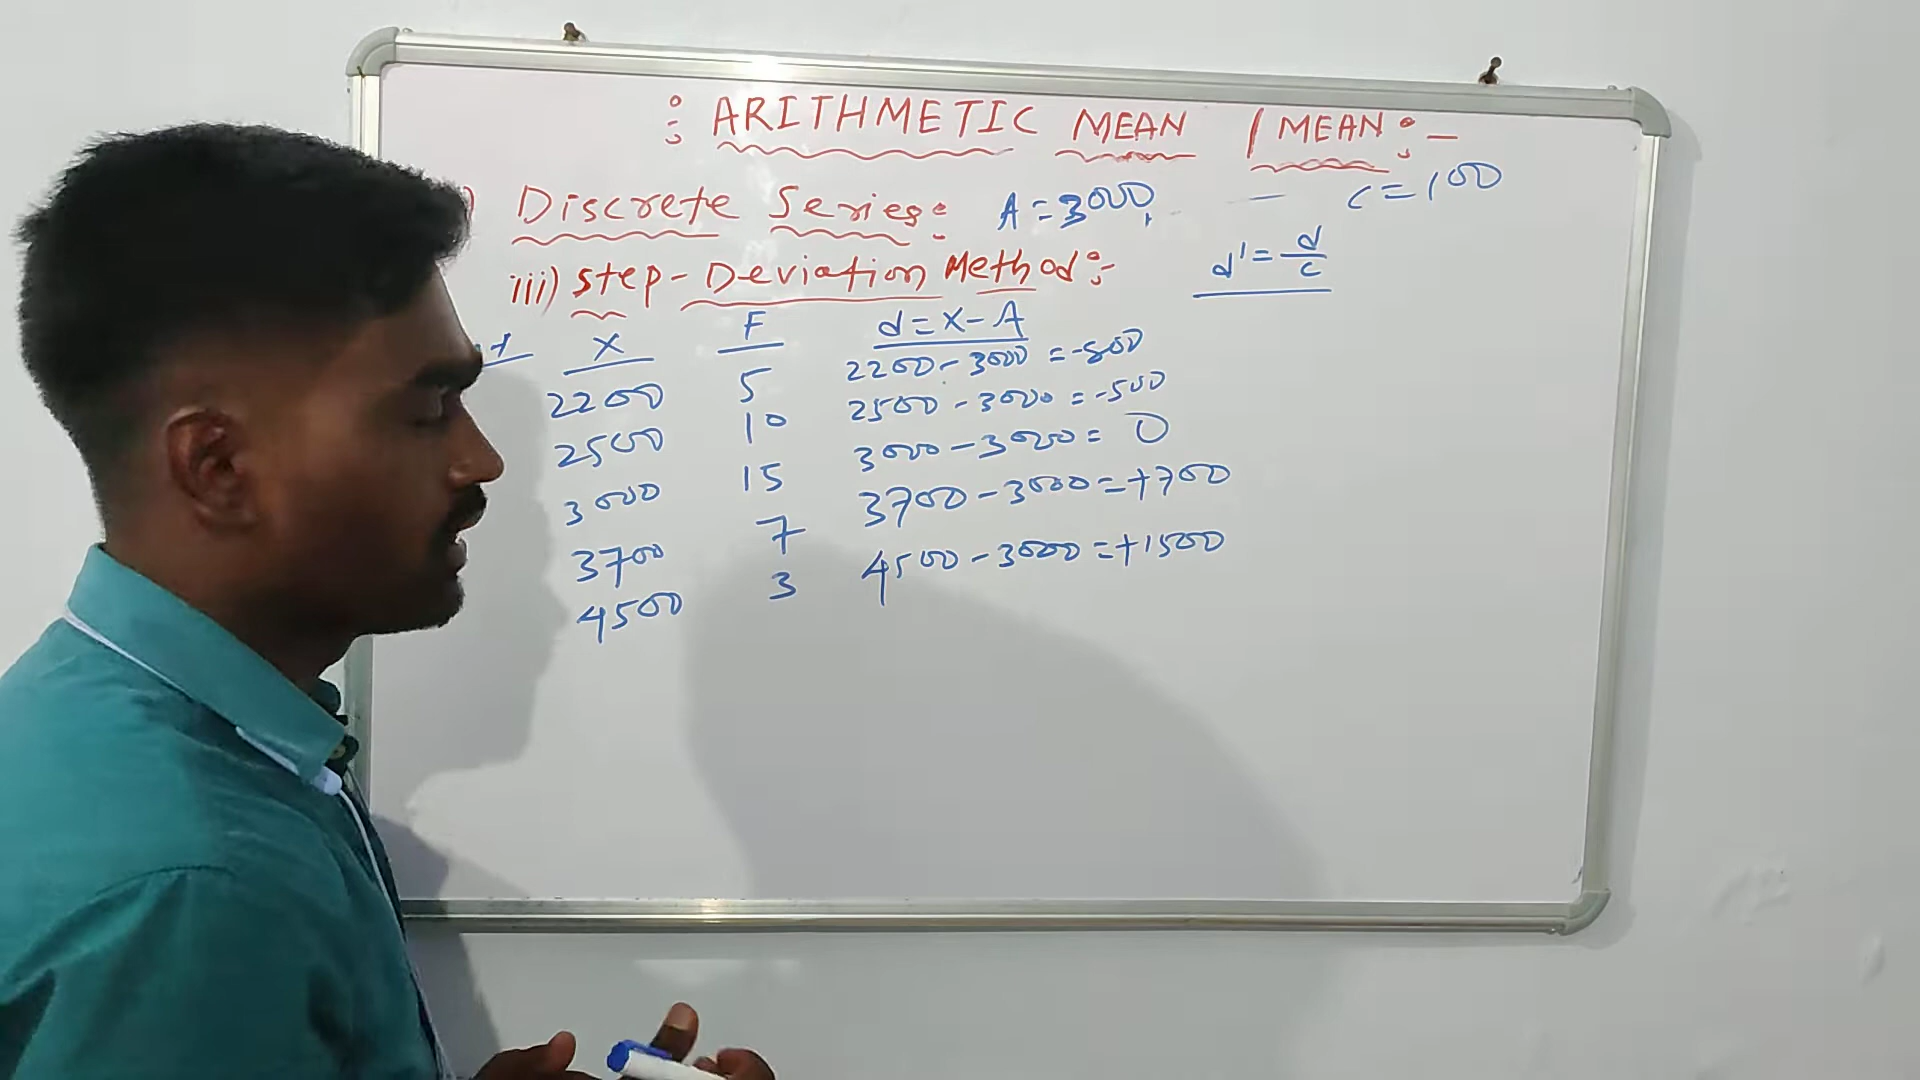 : ARITHMETIC MEAN / MEAN :-
) Discrete Series: A = 3000, — C = 100
iii) Step-Deviation Method:- d' = d/c
X F d = X - A
2200 5 2200 - 3000 = -800
2500 10 2500 - 3000 = -500
3000 15 3000 - 3000 = 0
3700 7 3700 - 3000 = +700
4500 3 4500 - 3000 = +1500